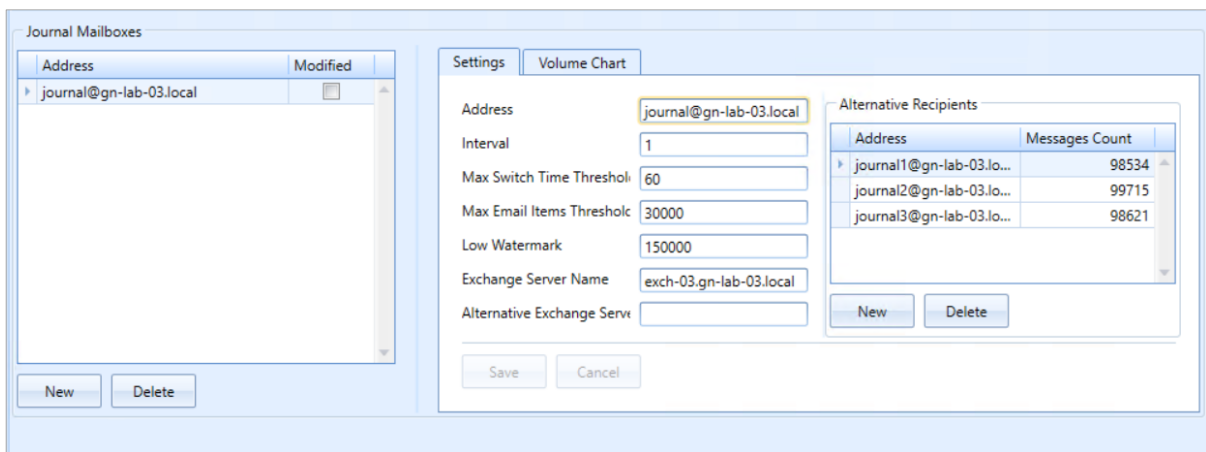 Journal Mailboxes
Address Modified
journal@gn-lab-03.local
New Delete
Settings Volume Chart
Address journal@gn-lab-03.local
Interval 1
Max Switch Time Threshol 60
Max Email Items Threshold 30000
Low Watermark 150000
Exchange Server Name exch-03.gn-lab-03.local
Alternative Exchange Serve
Save Cancel
Alternative Recipients
Address Messages Count
journal1@gn-lab-03.lo... 98534
journal2@gn-lab-03.lo... 99715
journal3@gn-lab-03.lo... 98621
New Delete